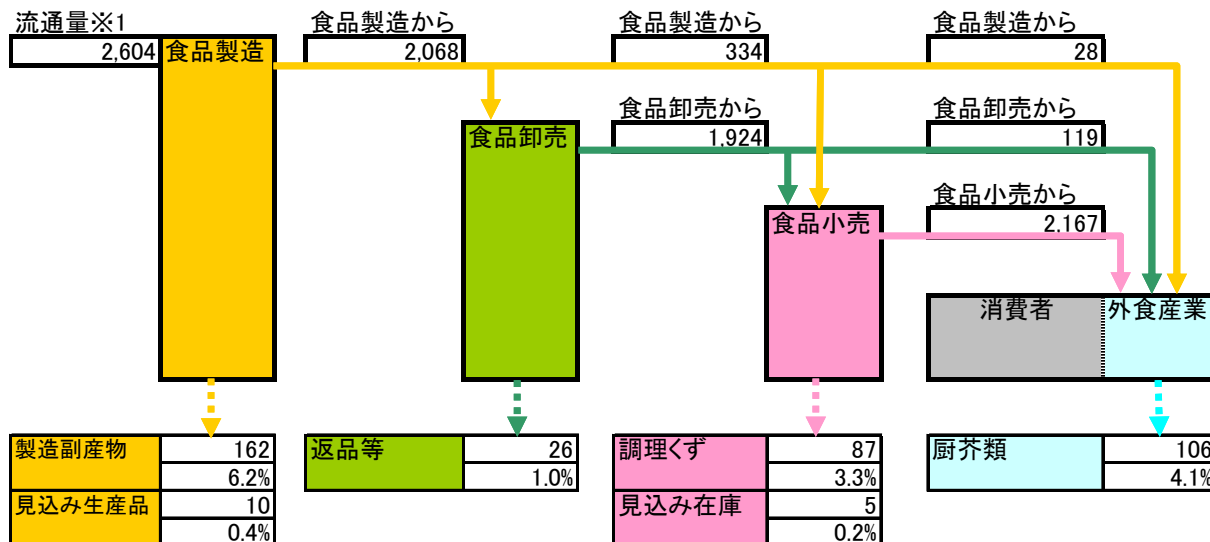 流通量※1
食品製造から
食品製造から
食品製造から
2,604
食品製造
2,068
334
28
食品卸売から
食品卸売から
食品卸売
1,924
119
食品小売から
食品小売
2,167
消費者
外食産業
製造副産物
162
返品等
26
調理くず
87
厨芥類
106
6.2%
1.0%
3.3%
4.1%
見込み生産品
10
見込み在庫
5
0.4%
0.2%